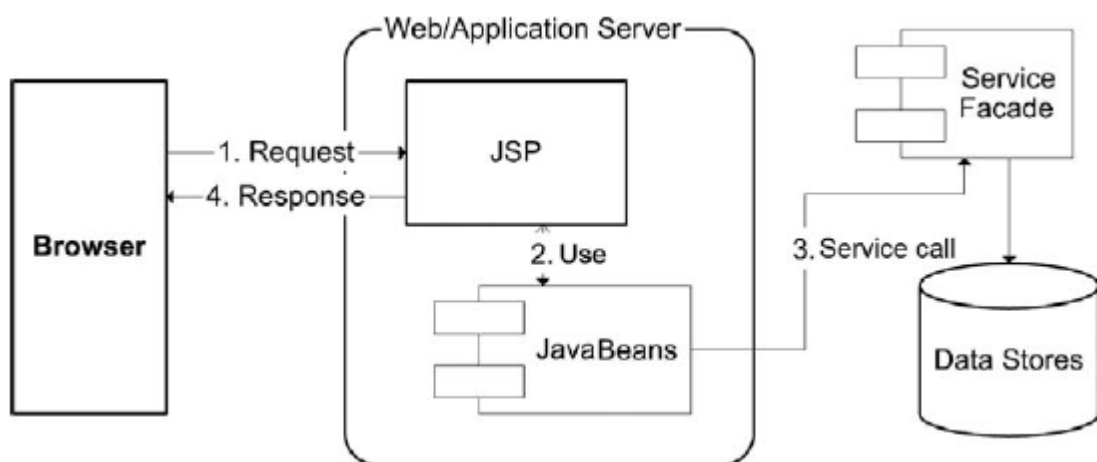 Web/Application Server
Service
Facade
1. Request
JSP
4. Response
Browser
2. Use
3. Service call
JavaBeans
Data Stores